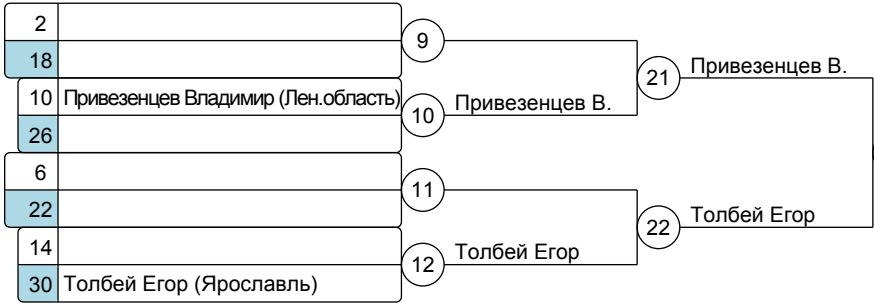 2
18
9
10 Привезенцев Владимир (Лен.область)
26
10
Привезенцев В.
21
Привезенцев В.
6
22
11
14
30 Толбей Егор (Ярославль)
12
Толбей Егор
22
Толбей Егор